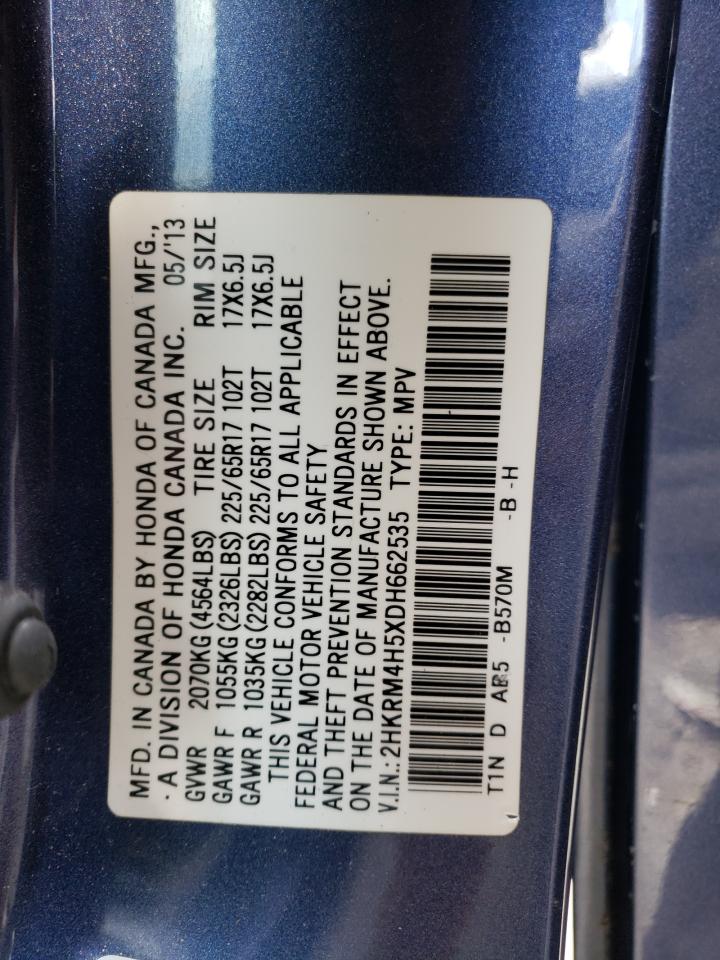 MFD. IN CANADA BY HONDA OF CANADA MFG.,
A DIVISION OF HONDA CANADA INC. 05/'13
GVWR 2070KG (4564LBS) TIRE SIZE RIM SIZE
GAWR F 1055KG (2326LBS) 225/65R17 102T 17X6.5J
GAWR R 1035KG (2282LBS) 225/65R17 102T 17X6.5J
THIS VEHICLE CONFORMS TO ALL APPLICABLE
FEDERAL MOTOR VEHICLE SAFETY
AND THEFT PREVENTION STANDARDS IN EFFECT
ON THE DATE OF MANUFACTURE SHOWN ABOVE.
V.I.N.: 2HKRM4H5XDH662535 TYPE: MPV
T1N D -B570M -B -H